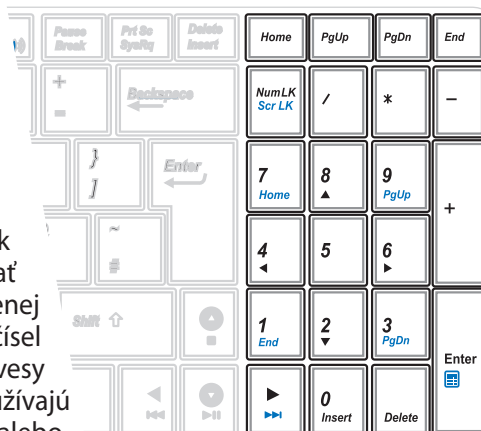 Pause Break Prt Sc SysRq Delete Insert Home PgUp PgDn End
+ - Backspace NumLK Scr LK / * -
} ] Enter 7 Home 8 9 PgUp +
~ # 4 5 6
Shift 1 End 2 3 PgDn Enter
0 Insert Delete
k
ať
enej
čísel
vesy
užívajú
alebo